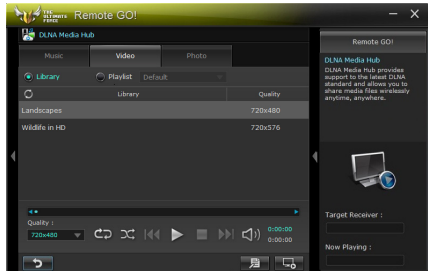 THE ULTIMATE FORCE Remote GO!
DLNA Media Hub
Music Video Photo
Library Playlist Default
Library Quality
Landscapes 720x480
Wildlife in HD 720x576
Quality :
720x480
0:00:00
0:00:00
Remote GO!
DLNA Media Hub
DLNA Media Hub provides
support to the latest DLNA
standard and allows you to
share media files wirelessly
anytime, anywhere.
Target Receiver :
Now Playing :